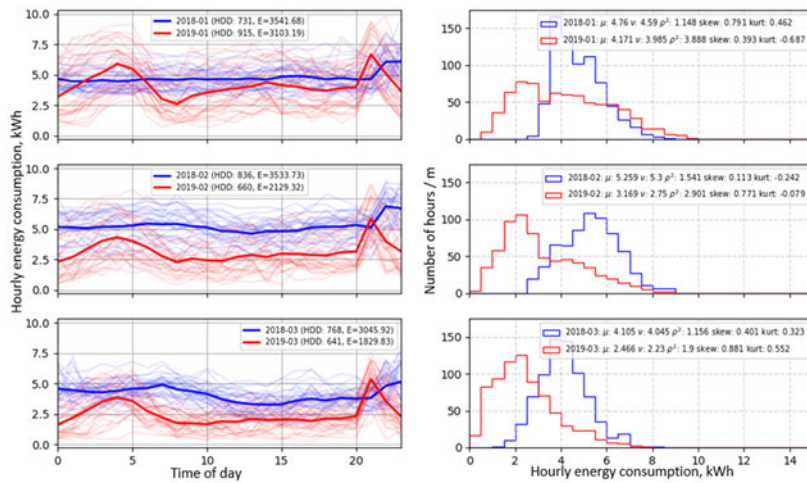 10.0
7.5
5.0
2.5
0.0
2018-01 (HDD: 731, E=3541.68)
2019-01 (HDD: 915, E=3103.19)
150
100
50
0
2018-01: μ: 4.76 ν: 4.59 ρ²: 1.148 skew: 0.791 kurt: 0.462
2019-01: μ: 4.171 ν: 3.985 ρ²: 3.888 skew: 0.393 kurt: -0.687
Hourly energy consumption, kWh
10.0
7.5
5.0
2.5
0.0
2018-02 (HDD: 836, E=3533.73)
2019-02 (HDD: 660, E=2129.32)
Number of hours / m
150
100
50
0
2018-02: μ: 5.259 ν: 5.3 ρ²: 1.541 skew: 0.113 kurt: -0.242
2019-02: μ: 3.169 ν: 2.75 ρ²: 2.901 skew: 0.771 kurt: -0.079
10.0
7.5
5.0
2.5
0.0
2018-03 (HDD: 768, E=3045.92)
2019-03 (HDD: 641, E=1829.83)
0 5 10 15 20
Time of day
150
100
50
0
2018-03: μ: 4.105 ν: 4.045 ρ²: 1.156 skew: 0.401 kurt: 0.323
2019-03: μ: 2.466 ν: 2.23 ρ²: 1.9 skew: 0.881 kurt: 0.552
0 2 4 6 8 10 12 14
Hourly energy consumption, kWh